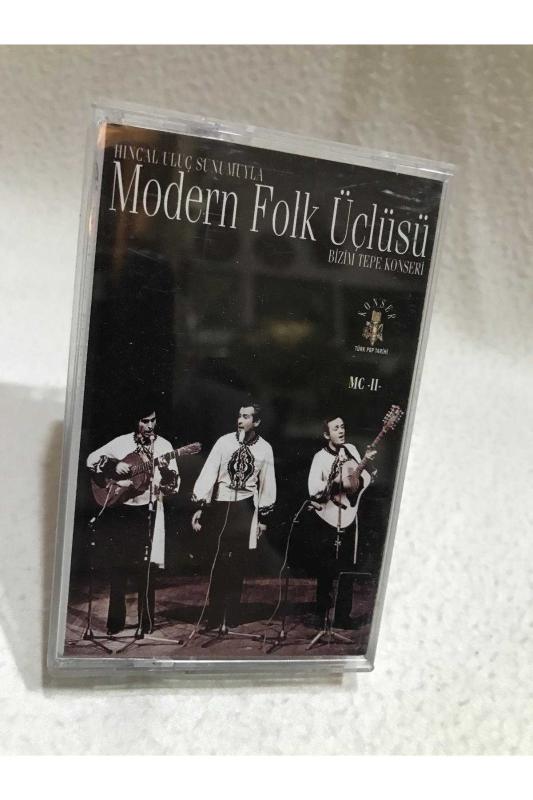 HINCAL ULUÇ SUNUMUYLA
Modern Folk Üçlüsü
BİZİM TEPE KONSERİ
KONSER
TÜRK POP TARİHİ
MC -II-